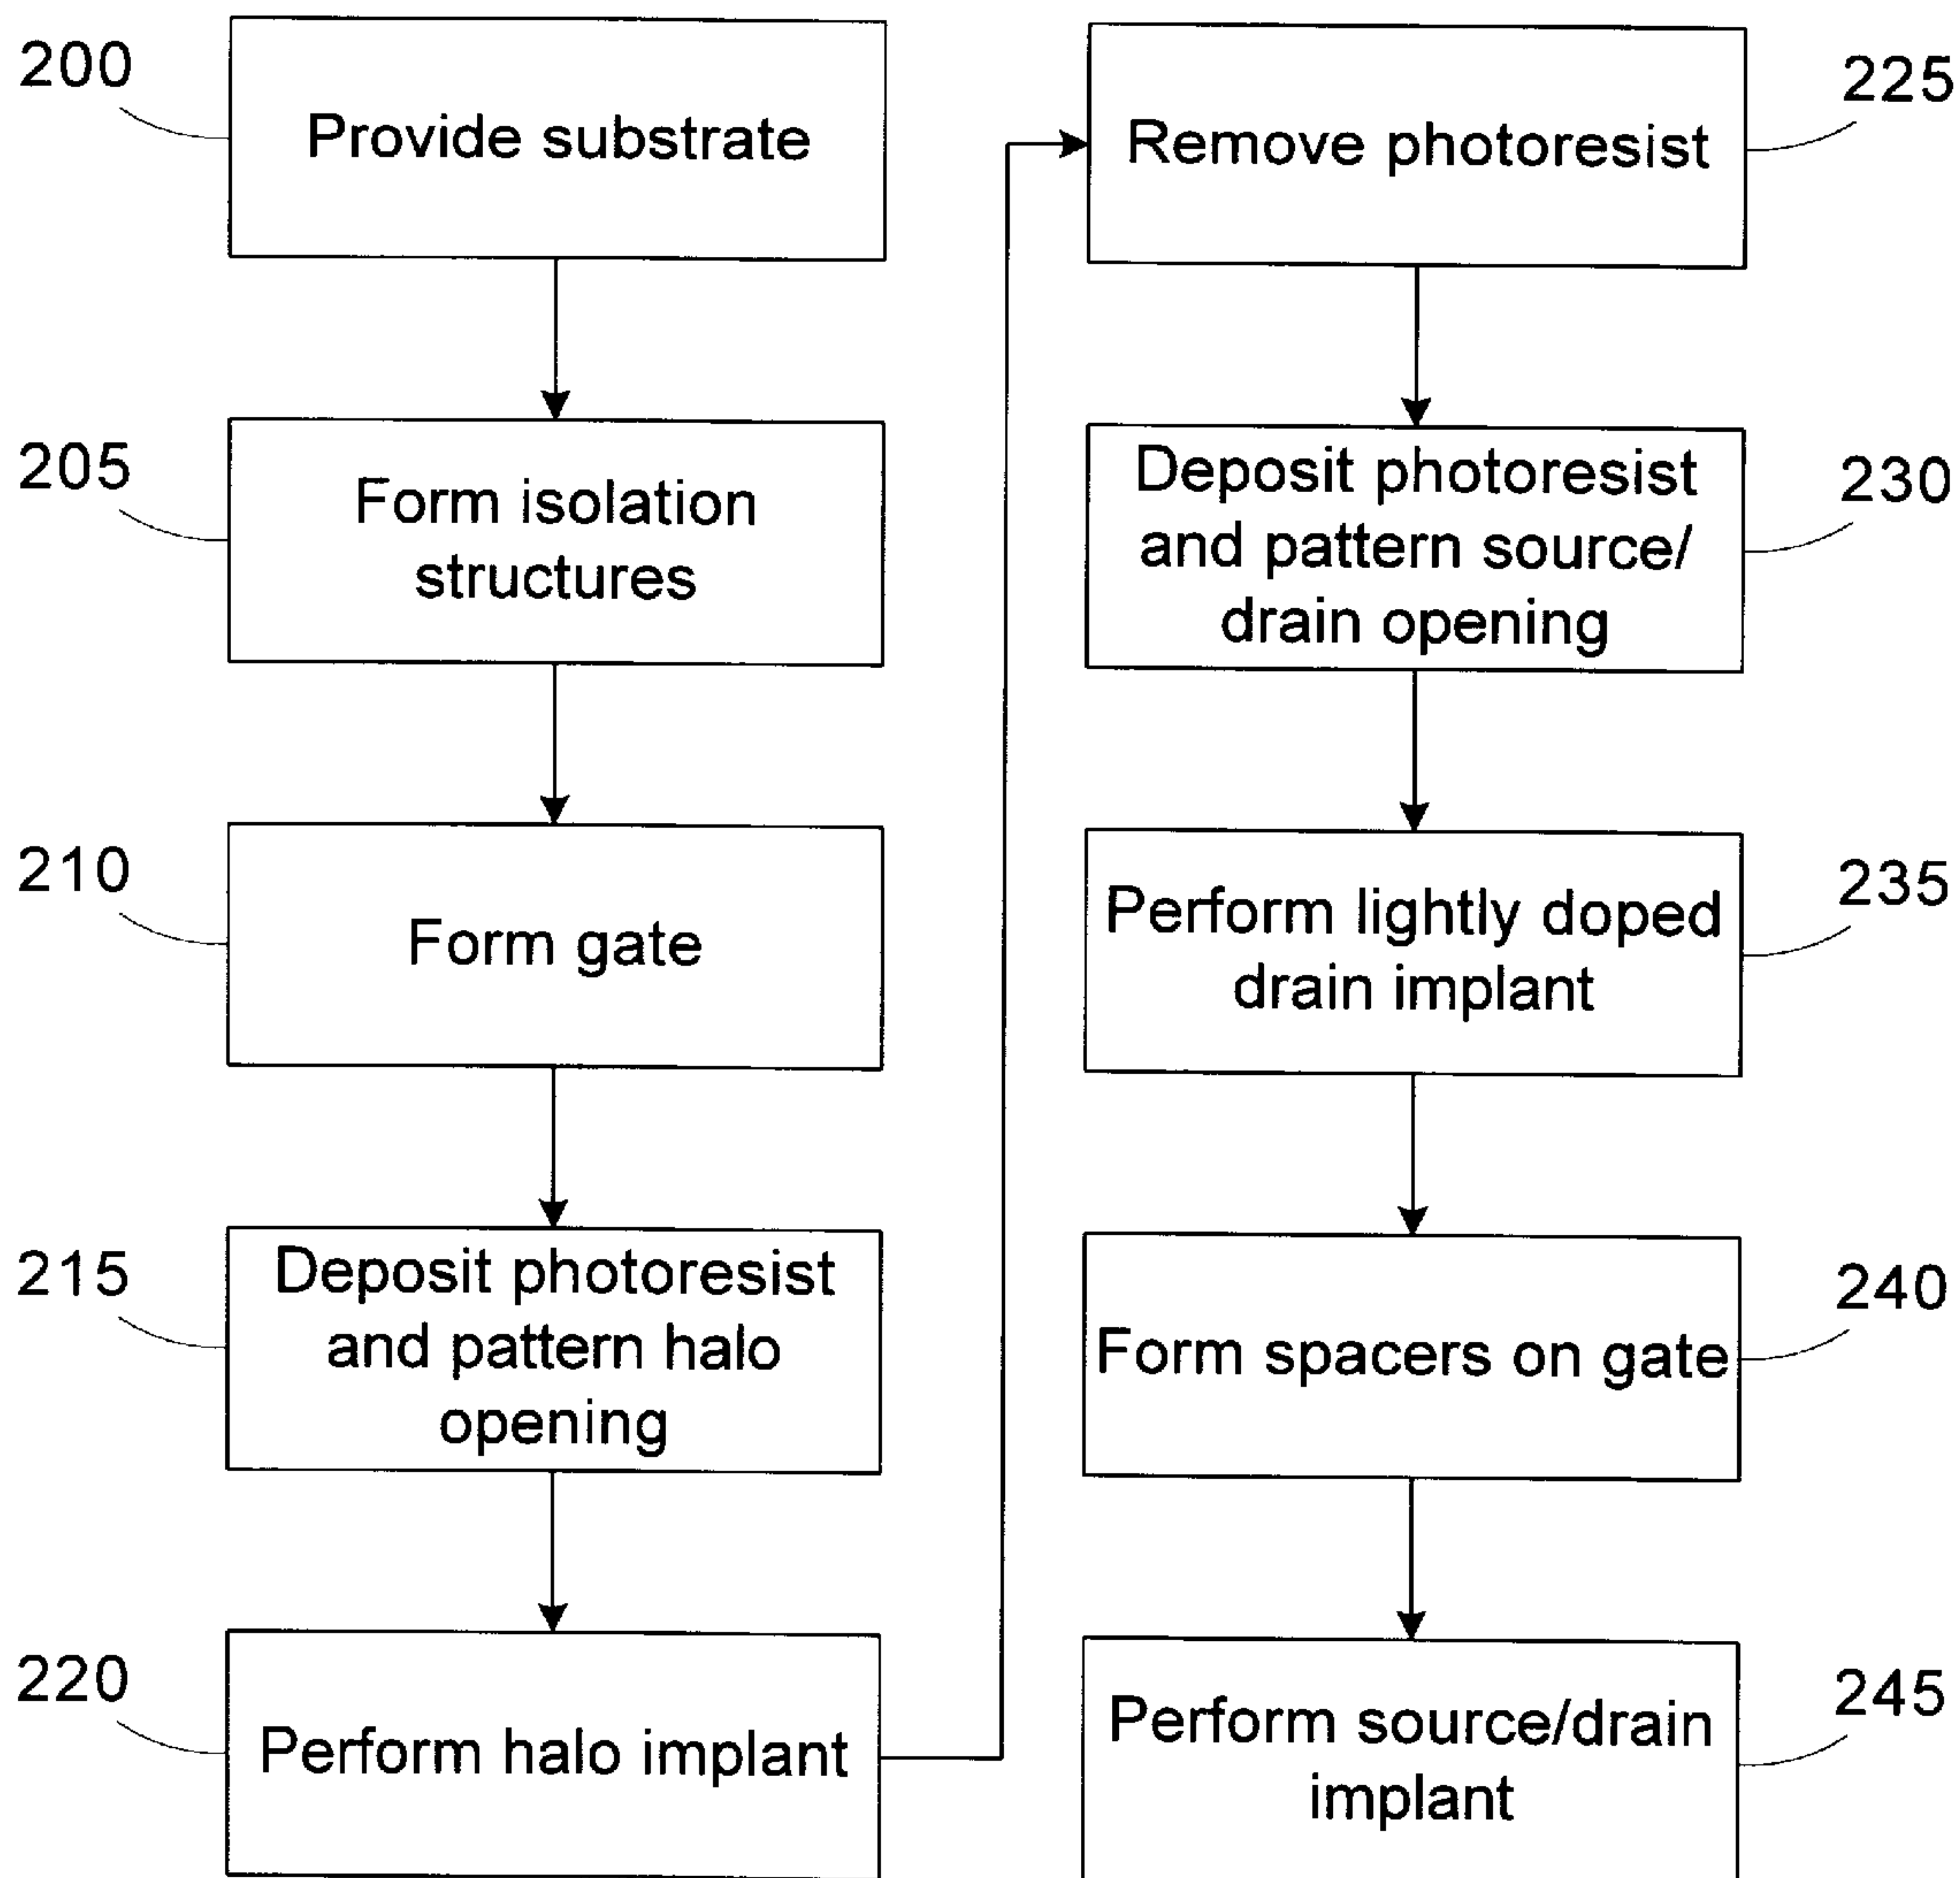 200
Provide substrate
205
Form isolation
structures
210
Form gate
215
Deposit photoresist
and pattern halo
opening
220
Perform halo implant
225
Remove photoresist
230
Deposit photoresist
and pattern source/
drain opening
235
Perform lightly doped
drain implant
240
Form spacers on gate
245
Perform source/drain
implant